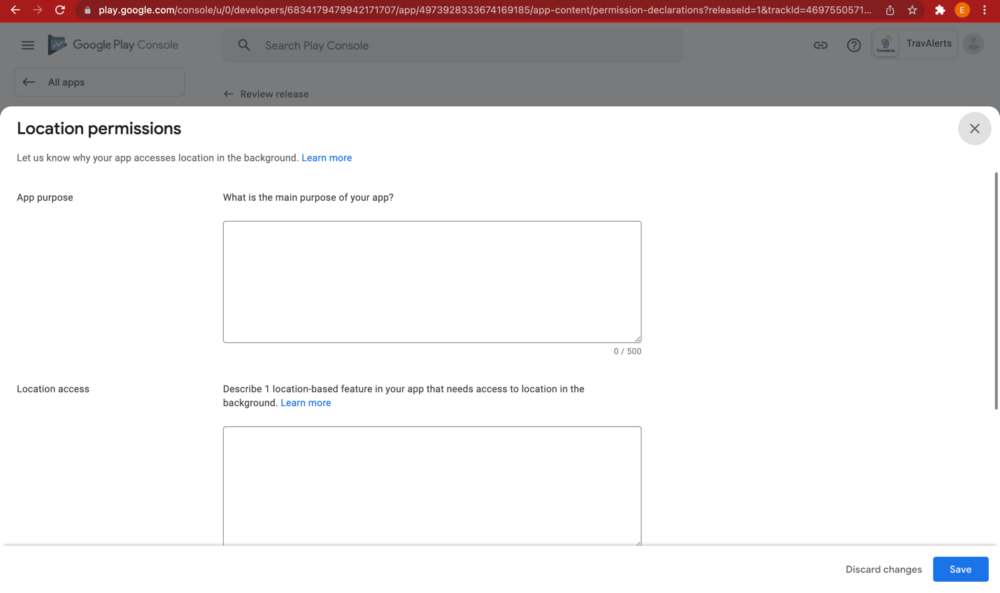 play.google.com/console/u/0/developers/6834179479942171707/app/4973928333674169185/app-content/permission-declarations?releaseId=1&trackId=4697550571...
E
Google Play Console
Search Play Console
Travalerts
TravAlerts
All apps
Review release
Location permissions
Let us know why your app accesses location in the background. Learn more
App purpose
What is the main purpose of your app?
0 / 500
Location access
Describe 1 location-based feature in your app that needs access to location in the
background. Learn more
Discard changes
Save